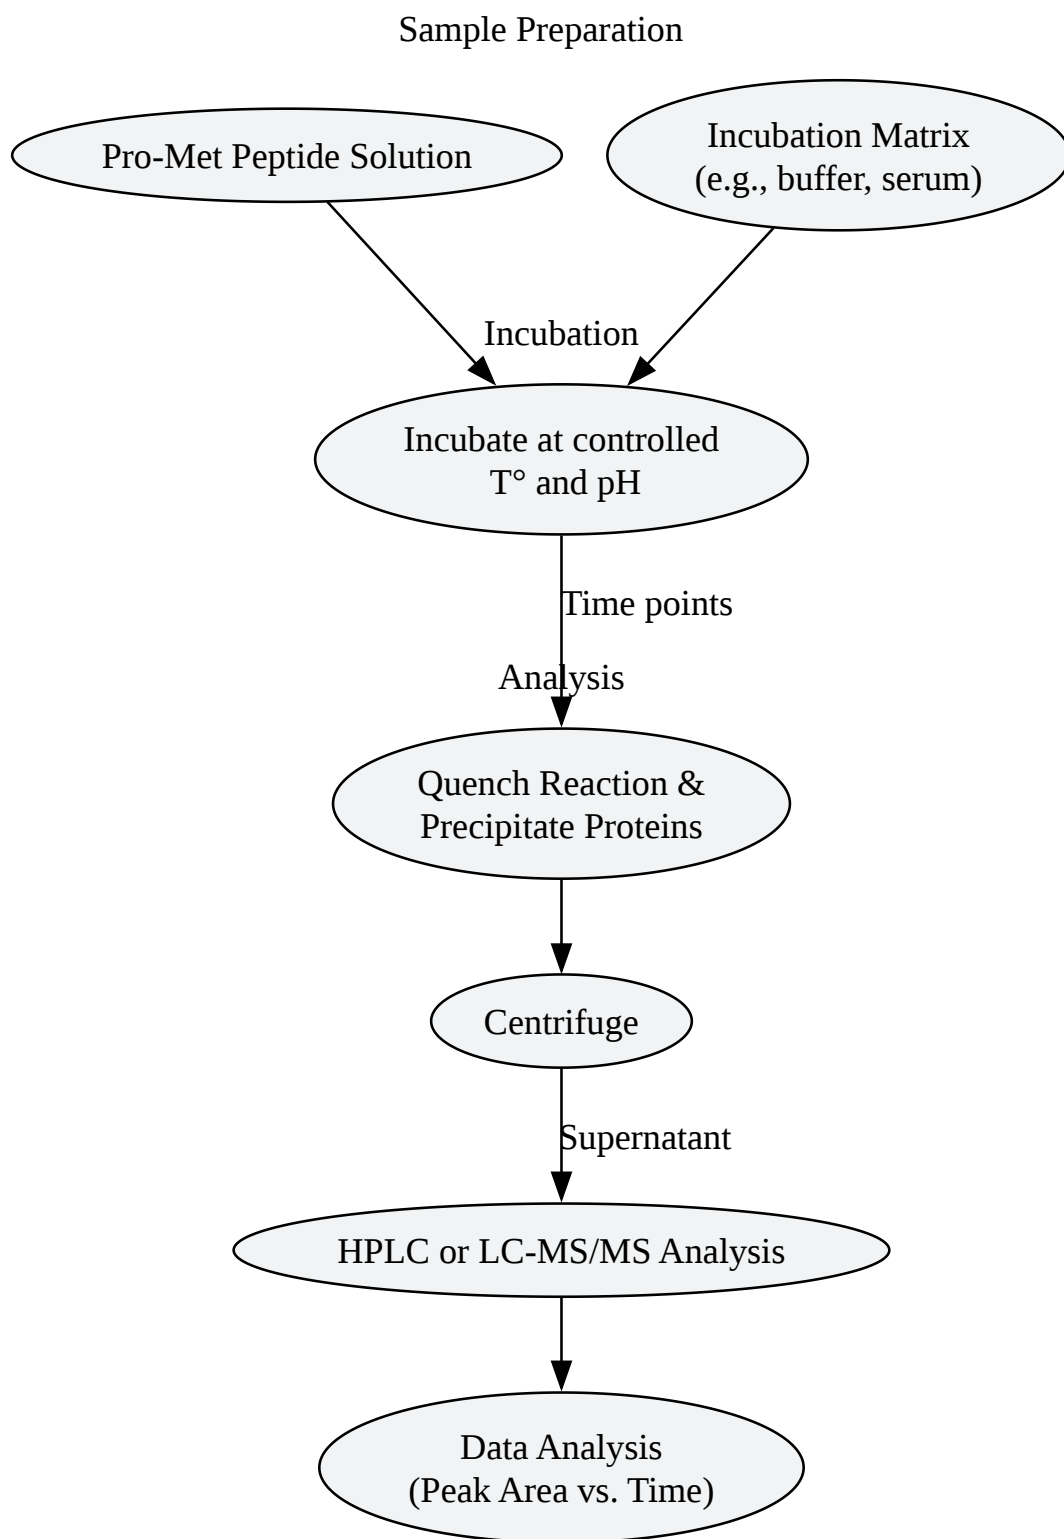 Sample Preparation
Pro-Met Peptide Solution
Incubation Matrix
(e.g., buffer, serum)
Incubation
Incubate at controlled
T° and pH
Time points
Analysis
Quench Reaction &
Precipitate Proteins
Centrifuge
Supernatant
HPLC or LC-MS/MS Analysis
Data Analysis
(Peak Area vs. Time)